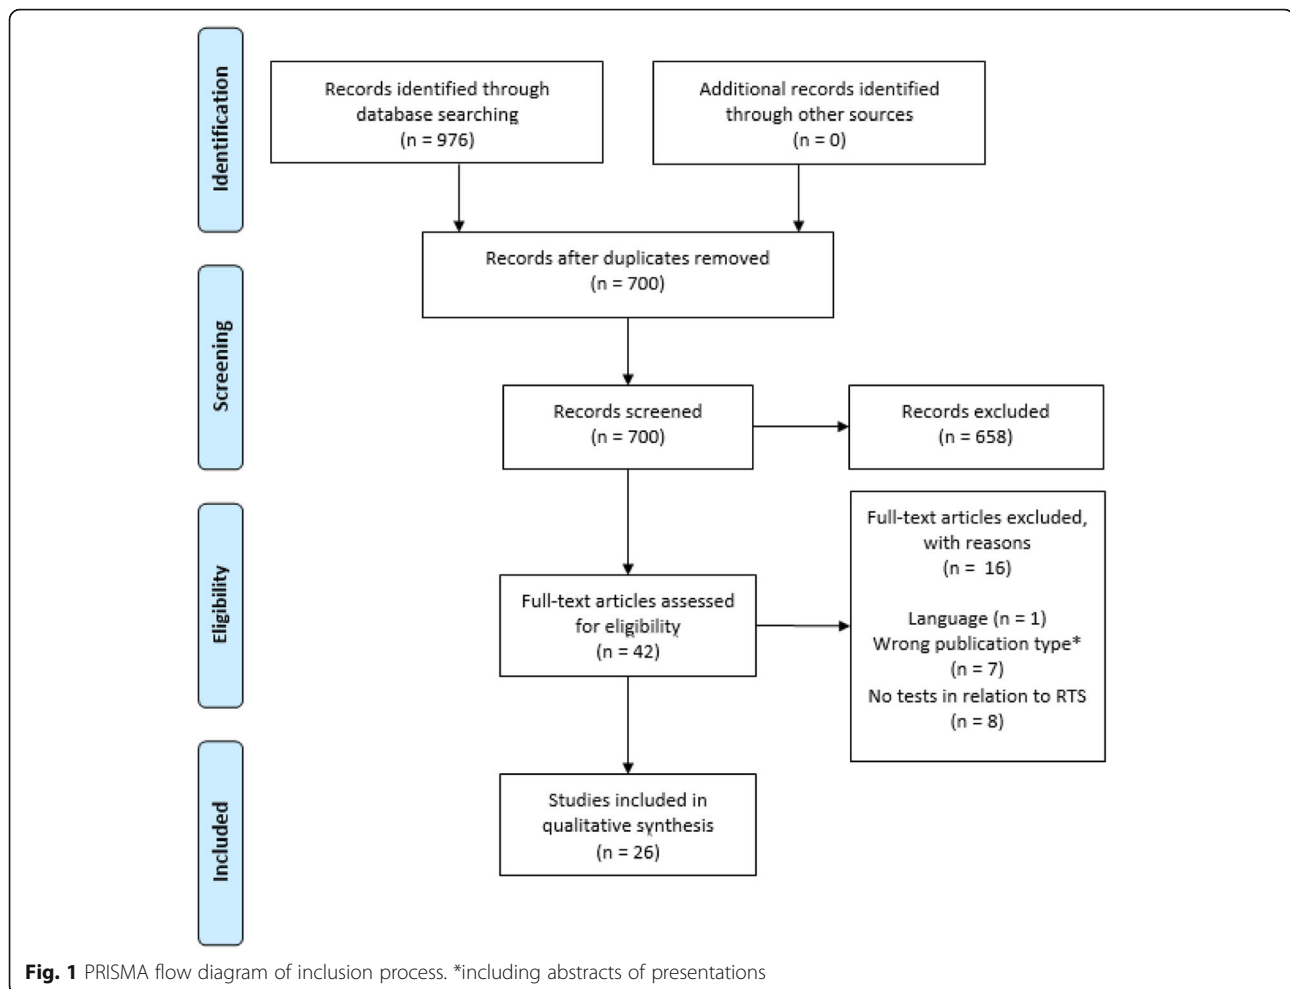 Identification
Records identified through
database searching
(n = 976)
Additional records identified
through other sources
(n = 0)
Records after duplicates removed
(n = 700)
Screening
Records screened
(n = 700)
Records excluded
(n = 658)
Eligibility
Full-text articles assessed
for eligibility
(n = 42)
Full-text articles excluded,
with reasons
(n = 16)
Language (n = 1)
Wrong publication type*
(n = 7)
No tests in relation to RTS
(n = 8)
Included
Studies included in
qualitative synthesis
(n = 26)
Fig. 1 PRISMA flow diagram of inclusion process. *including abstracts of presentations